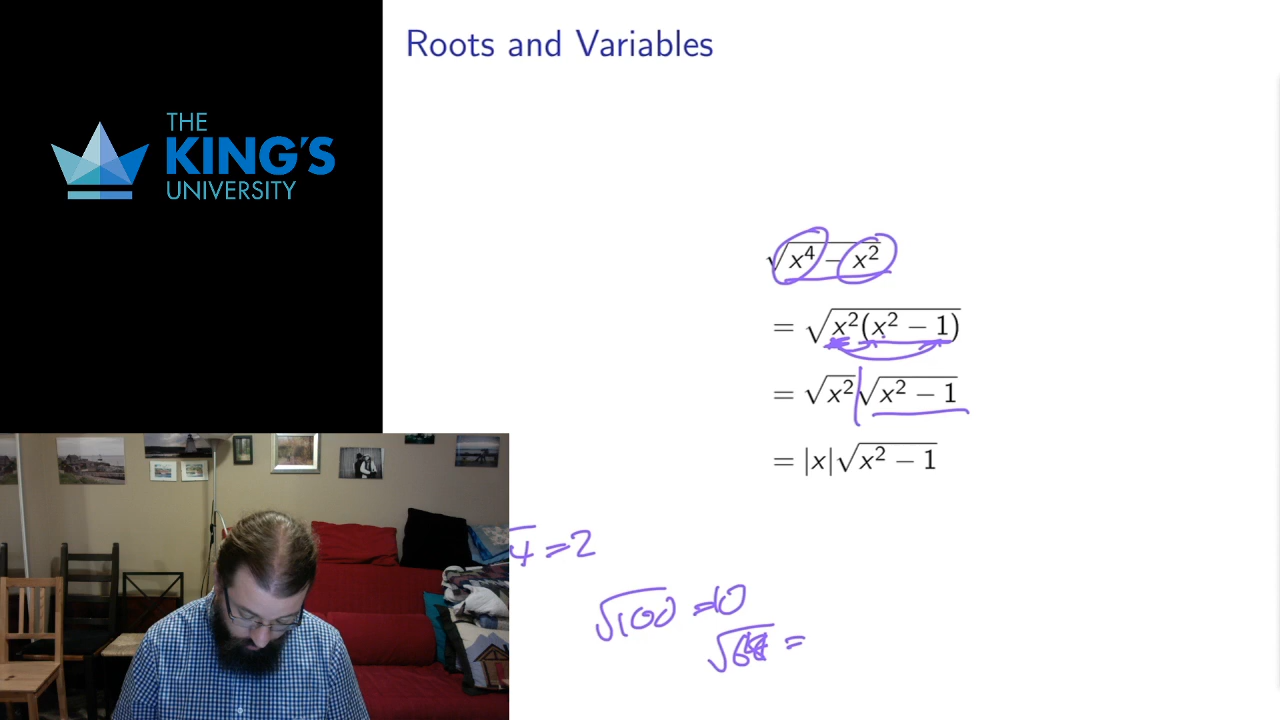 Roots and Variables
THE
KING'S
UNIVERSITY
√(x⁴ − x²)
= √(x²(x² − 1))
= √(x²) √(x² − 1)
= |x|√(x² − 1)
4 = 2
√100 = 10